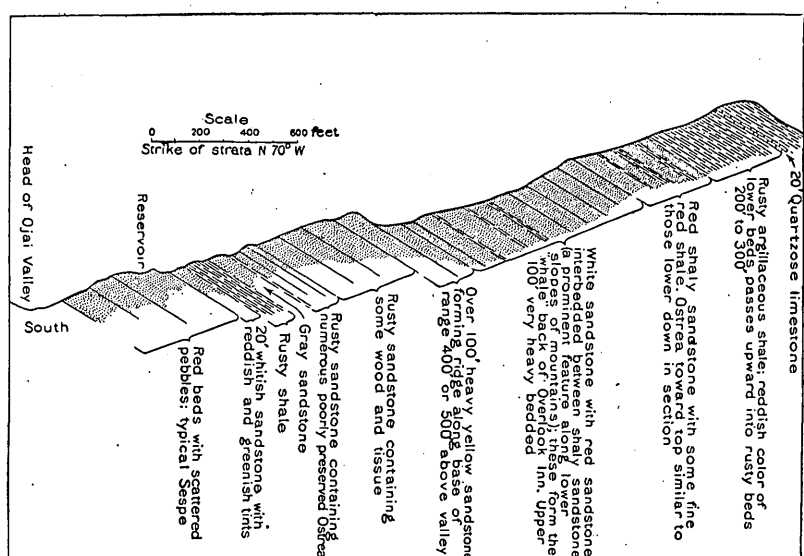 Scale
0 200 400 600 feet
Strike of strata N 70° W
Head of Ojai Valley
South
Reservoir
Red beds with scattered
pebbles; typical Sespe
20' whitish sandstone with
reddish and greenish tints
Rusty shale
Gray sandstone
Rusty sandstone containing
numerous poorly preserved Ostrea
Rusty sandstone containing
some wood and tissue
Over 100' heavy yellow sandstone
forming ridge along base of
range 400' or 500' above valley
White sandstone with red sandstone
interbedded between shaly sandstone
(a prominent feature along lower
slopes of mountains); these form the
whale back of Overlook Inn. Upper
100' very heavy bedded
Red shaly sandstone with some fine
red shale. Ostrea toward top similar to
those lower down in section
Rusty argillaceous shale; reddish color of
lower beds passes upward into rusty beds
200' to 300'
20' Quartzose limestone